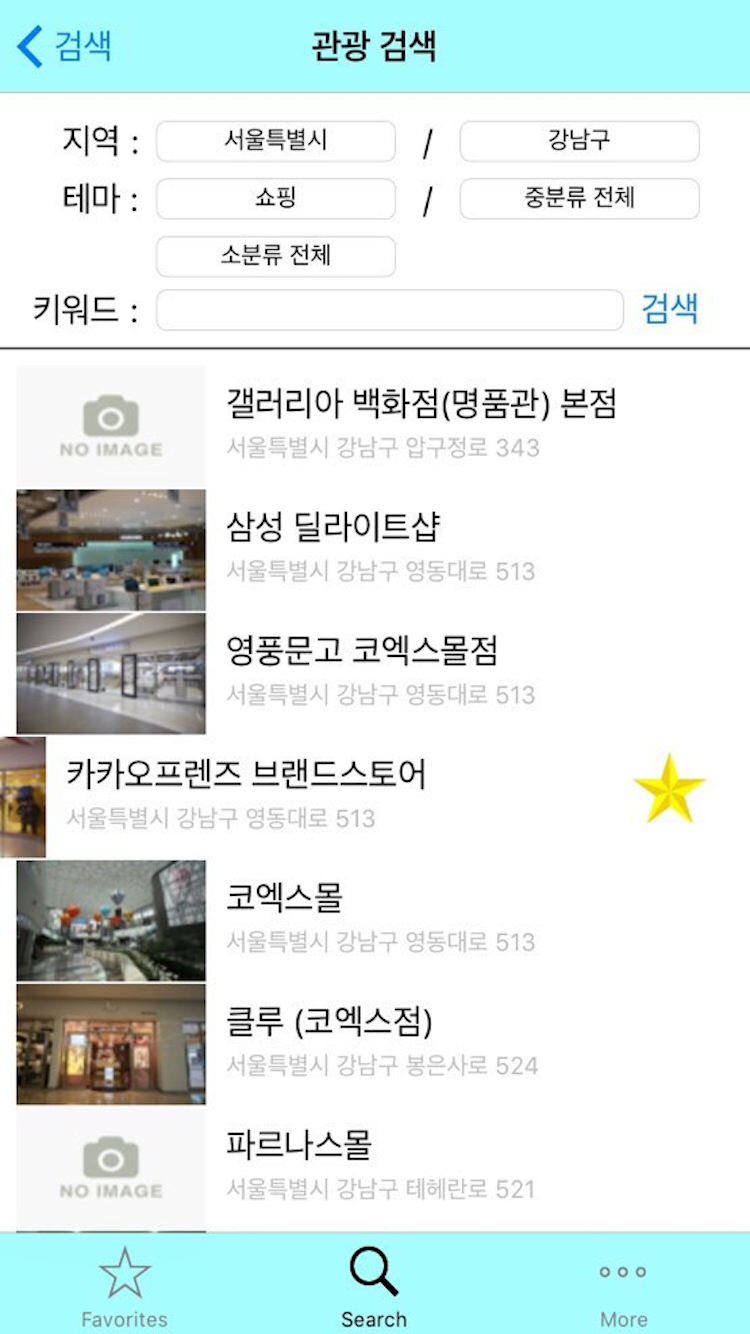 검색 관광 검색
지역 : 서울특별시 / 강남구
테마 : 쇼핑 / 중분류 전체
소분류 전체
키워드 : 검색
NO IMAGE
갤러리아 백화점(명품관) 본점
서울특별시 강남구 압구정로 343
삼성 딜라이트샵
서울특별시 강남구 영동대로 513
영풍문고 코엑스몰점
서울특별시 강남구 영동대로 513
카카오프렌즈 브랜드스토어
서울특별시 강남구 영동대로 513
코엑스몰
서울특별시 강남구 영동대로 513
클루 (코엑스점)
서울특별시 강남구 봉은사로 524
NO IMAGE
파르나스몰
서울특별시 강남구 테헤란로 521
Favorites Search More